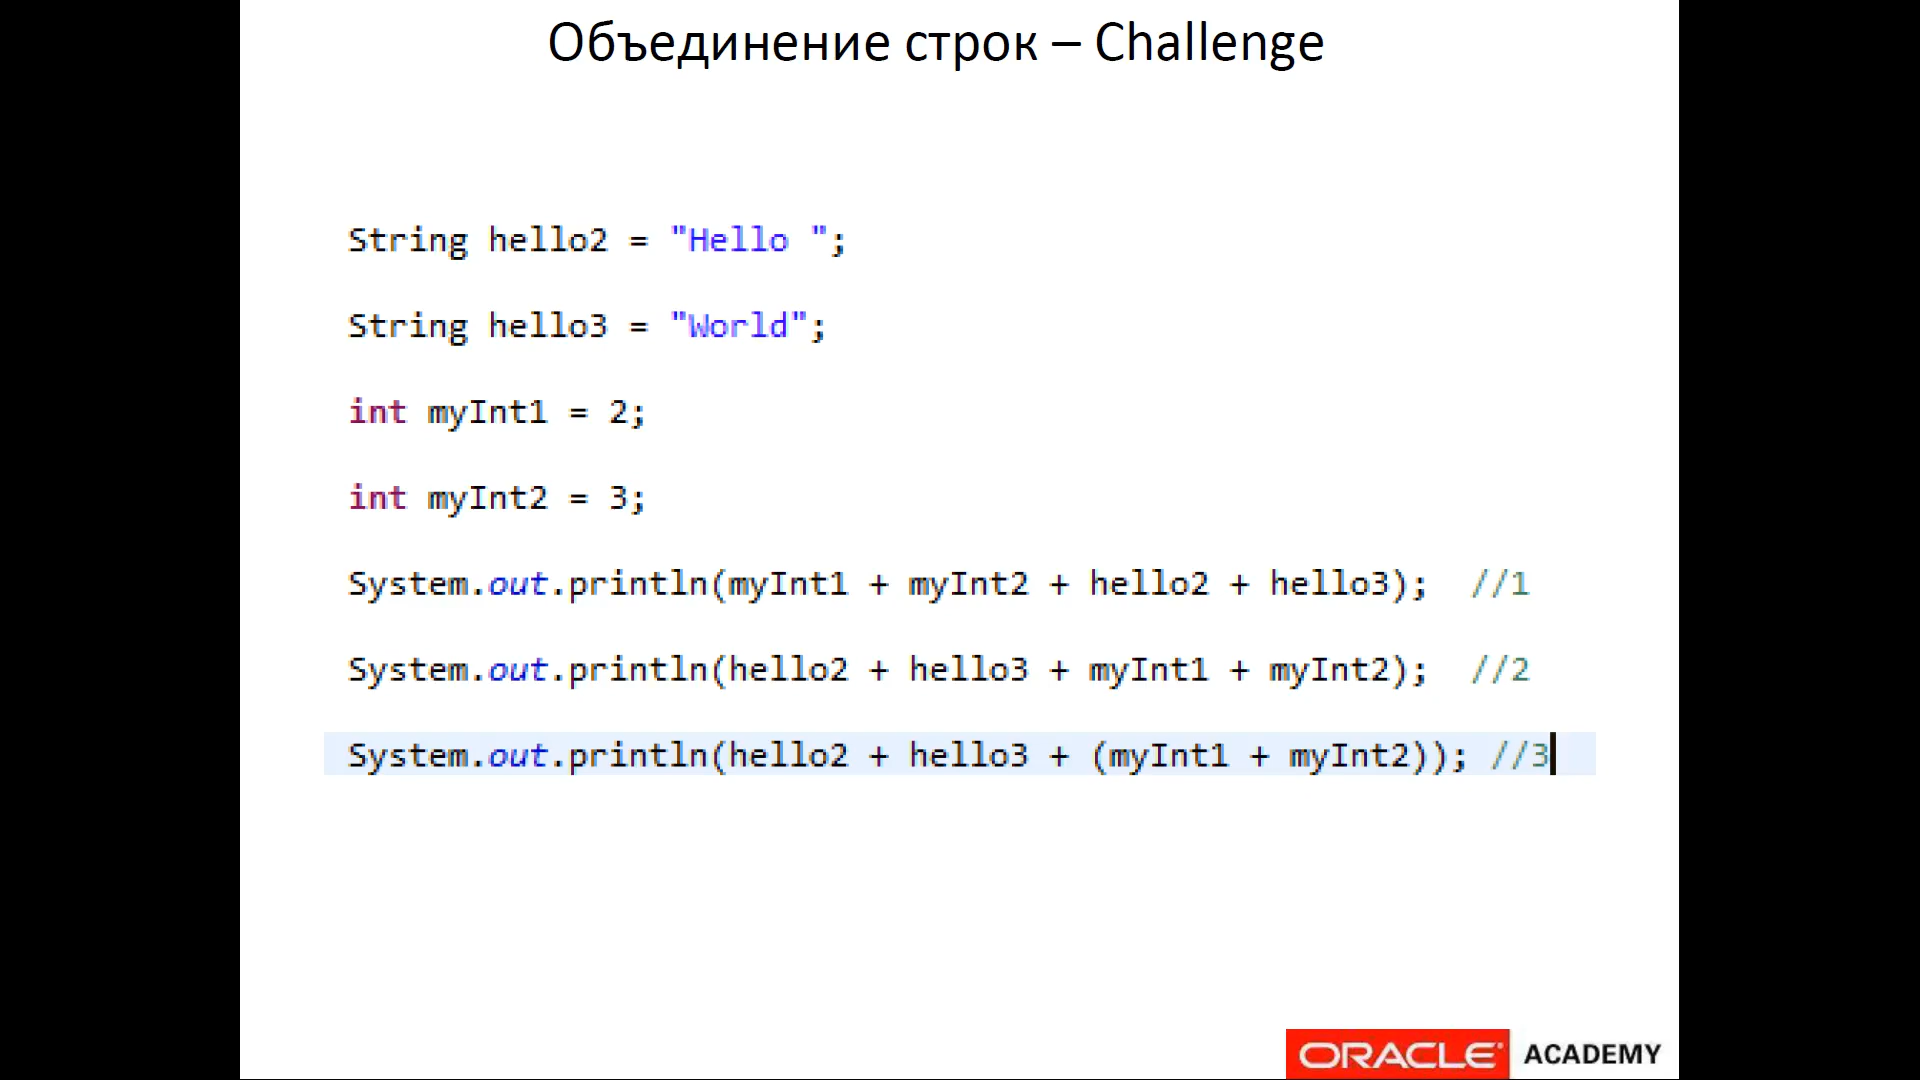 Объединение строк – Challenge
String hello2 = "Hello ";
String hello3 = "World";
int myInt1 = 2;
int myInt2 = 3;
System.out.println(myInt1 + myInt2 + hello2 + hello3);  //1
System.out.println(hello2 + hello3 + myInt1 + myInt2);  //2
System.out.println(hello2 + hello3 + (myInt1 + myInt2)); //3
ORACLE ACADEMY